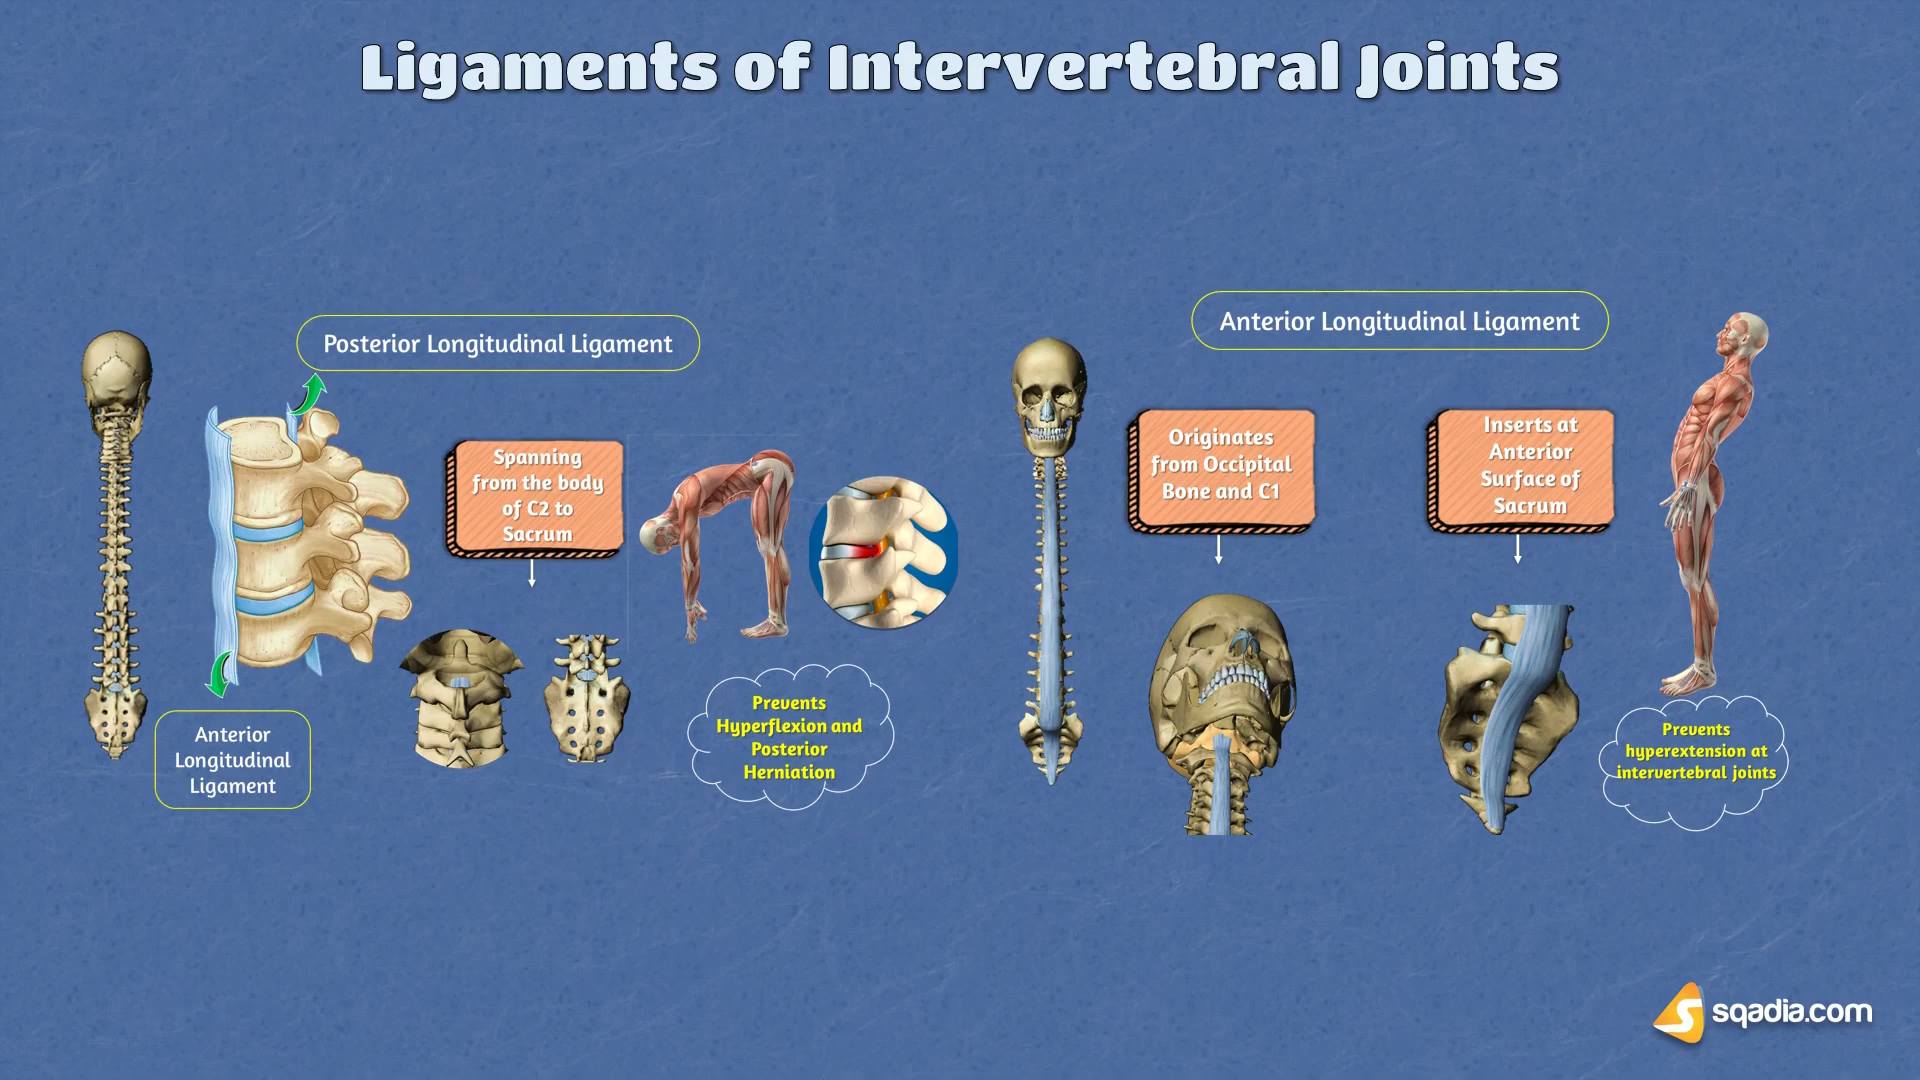 Ligaments of Intervertebral Joints
Posterior Longitudinal Ligament
Spanning
from the body
of C2 to
Sacrum
Anterior
Longitudinal
Ligament
Prevents
Hyperflexion and
Posterior
Herniation
Anterior Longitudinal Ligament
Originates
from Occipital
Bone and C1
Inserts at
Anterior
Surface of
Sacrum
Prevents
hyperextension at
intervertebral joints
sqadia.com